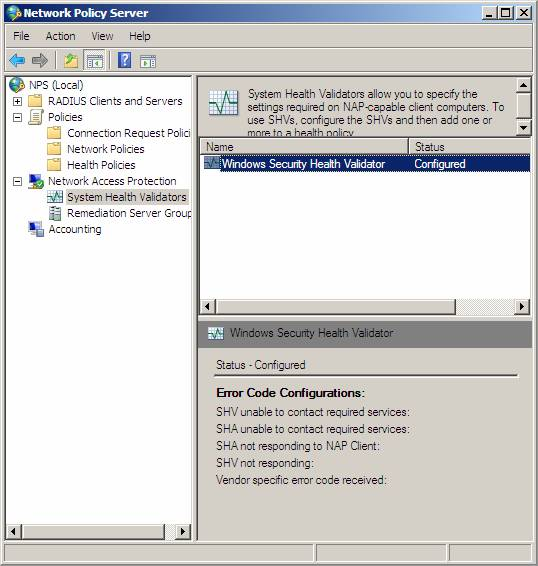 Network Policy Server
File Action View Help
NPS (Local)
RADIUS Clients and Servers
Policies
Connection Request Polici
Network Policies
Health Policies
Network Access Protection
System Health Validators
Remediation Server Group
Accounting
System Health Validators allow you to specify the
settings required on NAP-capable client computers. To
use SHVs, configure the SHVs and then add one or
more to a health policy
Name Status
Windows Security Health Validator Configured
Windows Security Health Validator
Status - Configured
Error Code Configurations:
SHV unable to contact required services:
SHA unable to contact required services:
SHA not responding to NAP Client:
SHV not responding:
Vendor specific error code received: